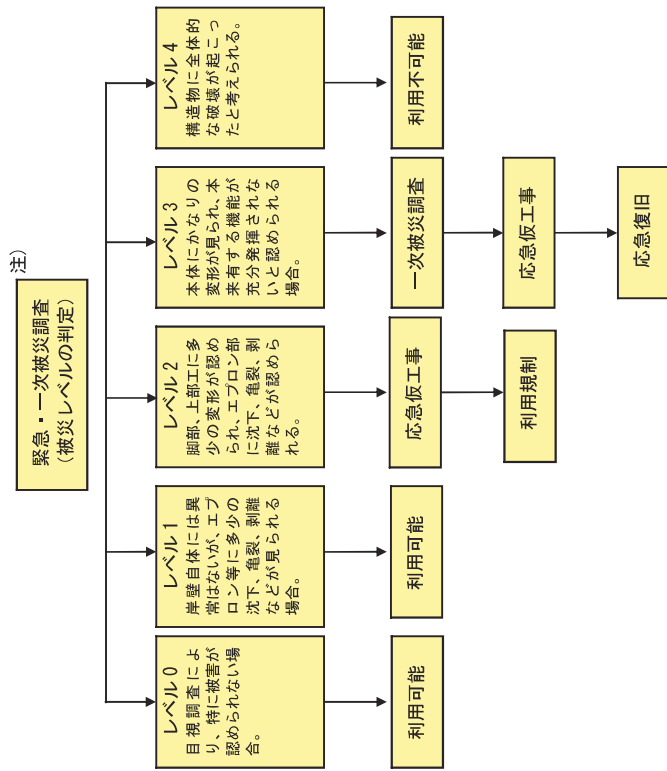 注）
緊急・一次被災調査
（被災レベルの判定）
レベル０
目視調査によ
り、特に被害が
認められない場
合。
利用可能
レベル１
岸壁自体には異
常はないが、エプ
ロン等に多少の
沈下、亀裂、剥離
などが見られる
場合。
利用可能
レベル２
脚部、上部工に多
少の変形が認め
られ、エプロン部
に沈下、亀裂、剥
離などが認めら
れる。
応急仮工事
利用規制
レベル３
本体にかなりの
変形が見られ、本
来有する機能が
充分発揮されな
いと認められる
場合。
一次被災調査
応急仮工事
応急復旧
レベル４
構造物に全体的
な破壊が起こっ
たと考えられる。
利用不可能